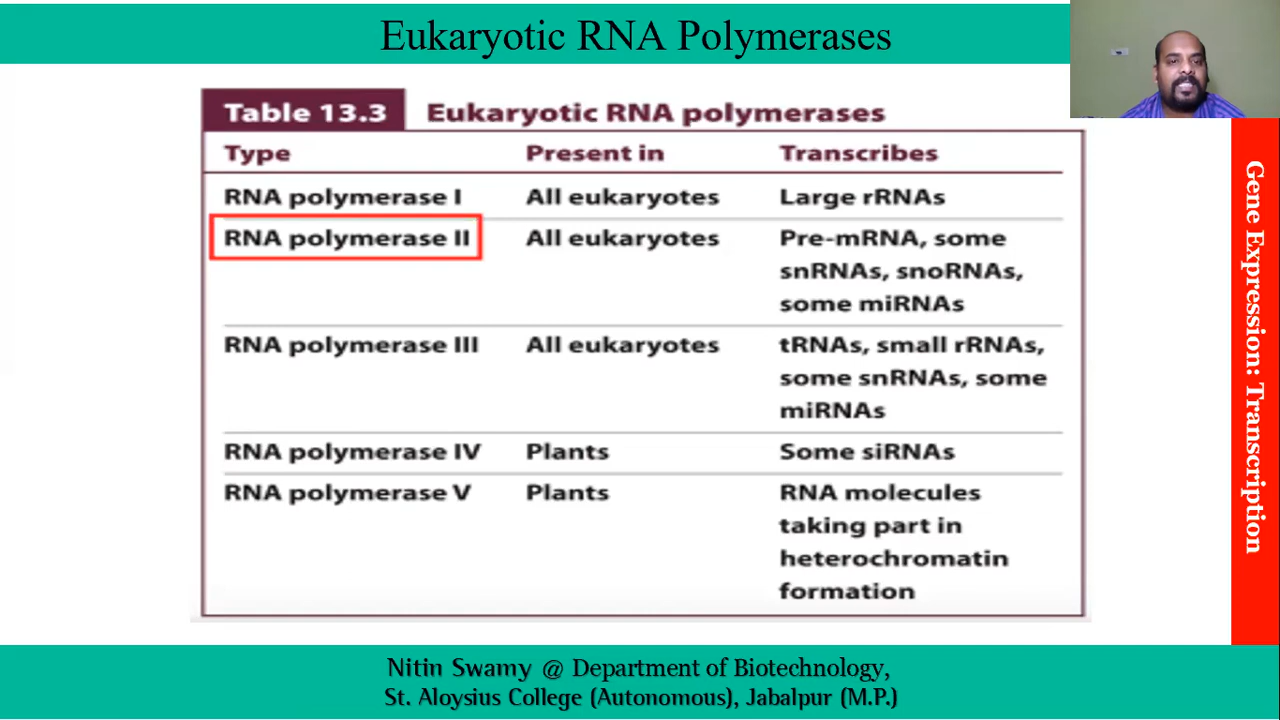 Eukaryotic RNA Polymerases
Table 13.3 Eukaryotic RNA polymerases
Type Present in Transcribes
RNA polymerase I All eukaryotes Large rRNAs
RNA polymerase II All eukaryotes Pre-mRNA, some
snRNAs, snoRNAs,
some miRNAs
RNA polymerase III All eukaryotes tRNAs, small rRNAs,
some snRNAs, some
miRNAs
RNA polymerase IV Plants Some siRNAs
RNA polymerase V Plants RNA molecules
taking part in
heterochromatin
formation
Gene Expression: Transcription
Nitin Swamy @ Department of Biotechnology,
St. Aloysius College (Autonomous), Jabalpur (M.P.)